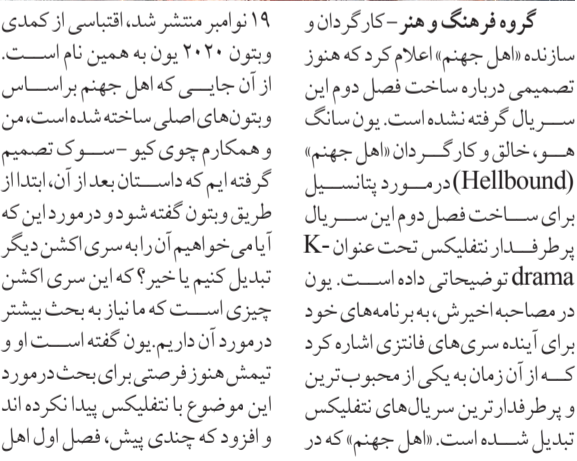 گروه فرهنگ و هنر – کارگردان و
سازنده «اهل جهنم» اعلام کرد که هنوز
تصمیمی درباره ساخت فصل دوم این
سریال گرفته نشده است. یون سانگ
هو، خالق و کارگردان «اهل جهنم»
(Hellbound) در مورد پتانسیل
برای ساخت فصل دوم این سریال
پرطرفدار نتفلیکس تحت عنوان K-
drama توضیحاتی داده است. یون
در مصاحبه اخیرش، به برنامه‌های خود
برای آینده سری‌های فانتزی اشاره کرد
که از آن زمان به یکی از محبوب‌ترین
و پرطرفدارترین سریال‌های نتفلیکس
تبدیل شده است. «اهل جهنم» که در
۱۹ نوامبر منتشر شد، اقتباسی از کمدی
وبتون ۲۰۲۰ یون به همین نام است.
از آن جایی که اهل جهنم براساس
وبتون‌های اصلی ساخته شده است، من
و همکارم چوی کیو – سوک تصمیم
گرفته ایم که داستان بعد از آن، ابتدا از
طریق وبتون گفته شود و در مورد این که
آیا می‌خواهیم آن را به سری اکشن دیگر
تبدیل کنیم یا خیر؟ که این سری اکشن
چیزی است که ما نیاز به بحث بیشتر
در مورد آن داریم. یون گفته است او و
تیمش هنوز فرصتی برای بحث در مورد
این موضوع با نتفلیکس پیدا نکرده اند
و افزود که چندی پیش، فصل اول اهل